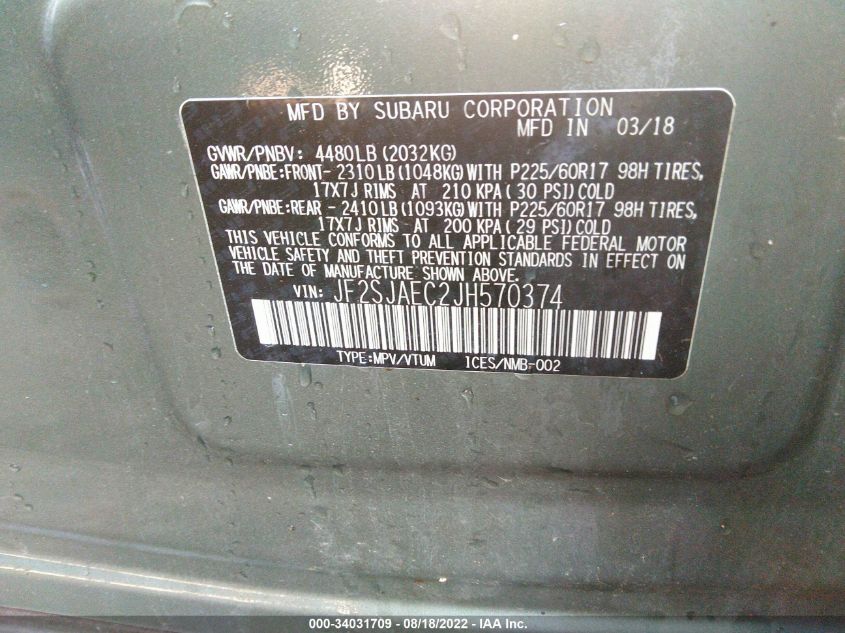 MFD BY SUBARU CORPORATION
MFD IN 03/18
GVWR/PNBV: 4480LB (2032KG)
GAWR/PNBE:FRONT- 2310LB (1048KG) WITH P225/60R17 98H TIRES,
17X7J RIMS AT 210 KPA ( 30 PSI) COLD
GAWR/PNBE:REAR - 2410LB (1093KG) WITH P225/60R17 98H TIRES,
17X7J RIMS AT 200 KPA ( 29 PSI) COLD
THIS VEHICLE CONFORMS TO ALL APPLICABLE FEDERAL MOTOR
VEHICLE SAFETY AND THEFT PREVENTION STANDARDS IN EFFECT ON
THE DATE OF MANUFACTURE SHOWN ABOVE.
VIN: JF2SJAEC2JH570374
TYPE:MPV/VTUM ICES/NMB-002
000-34031709 - 08/18/2022 - IAA Inc.